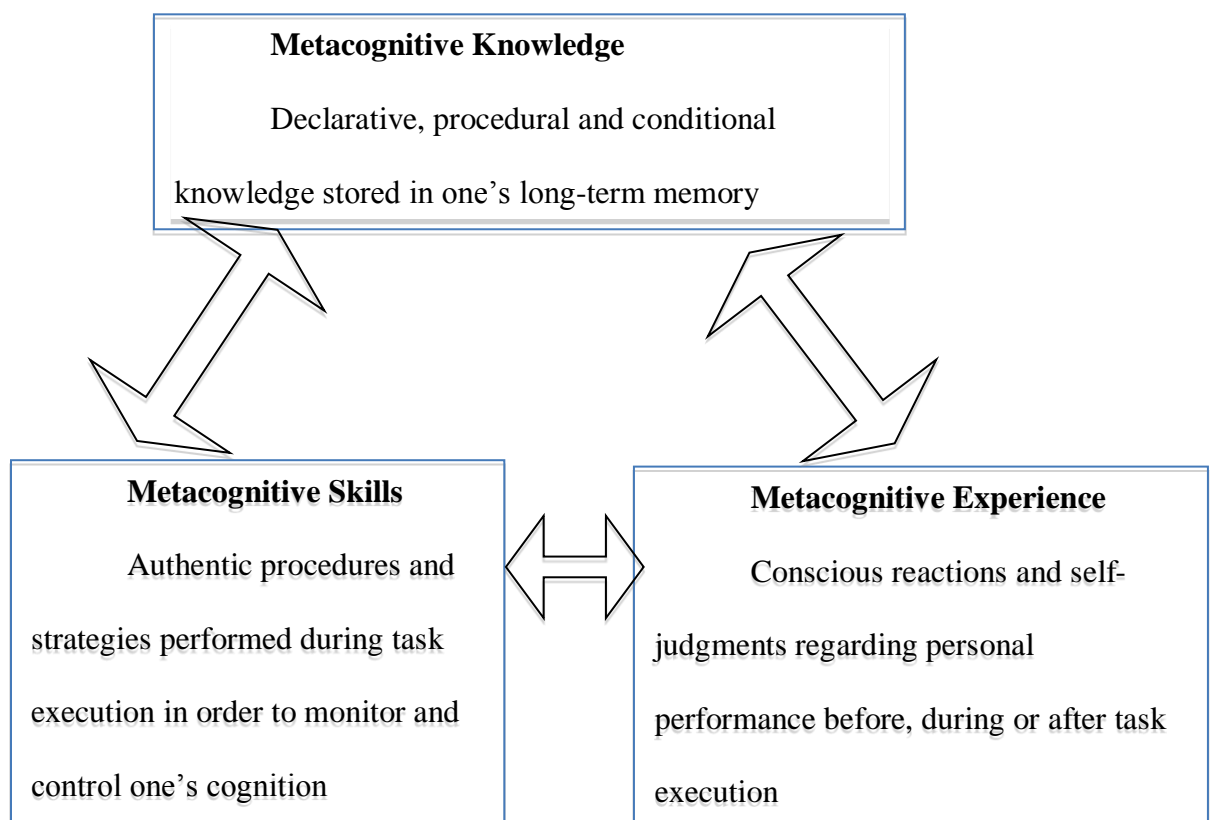 Metacognitive Knowledge
Declarative, procedural and conditional
knowledge stored in one’s long-term memory
Metacognitive Skills
Authentic procedures and
strategies performed during task
execution in order to monitor and
control one’s cognition
Metacognitive Experience
Conscious reactions and self-
judgments regarding personal
performance before, during or after task
execution